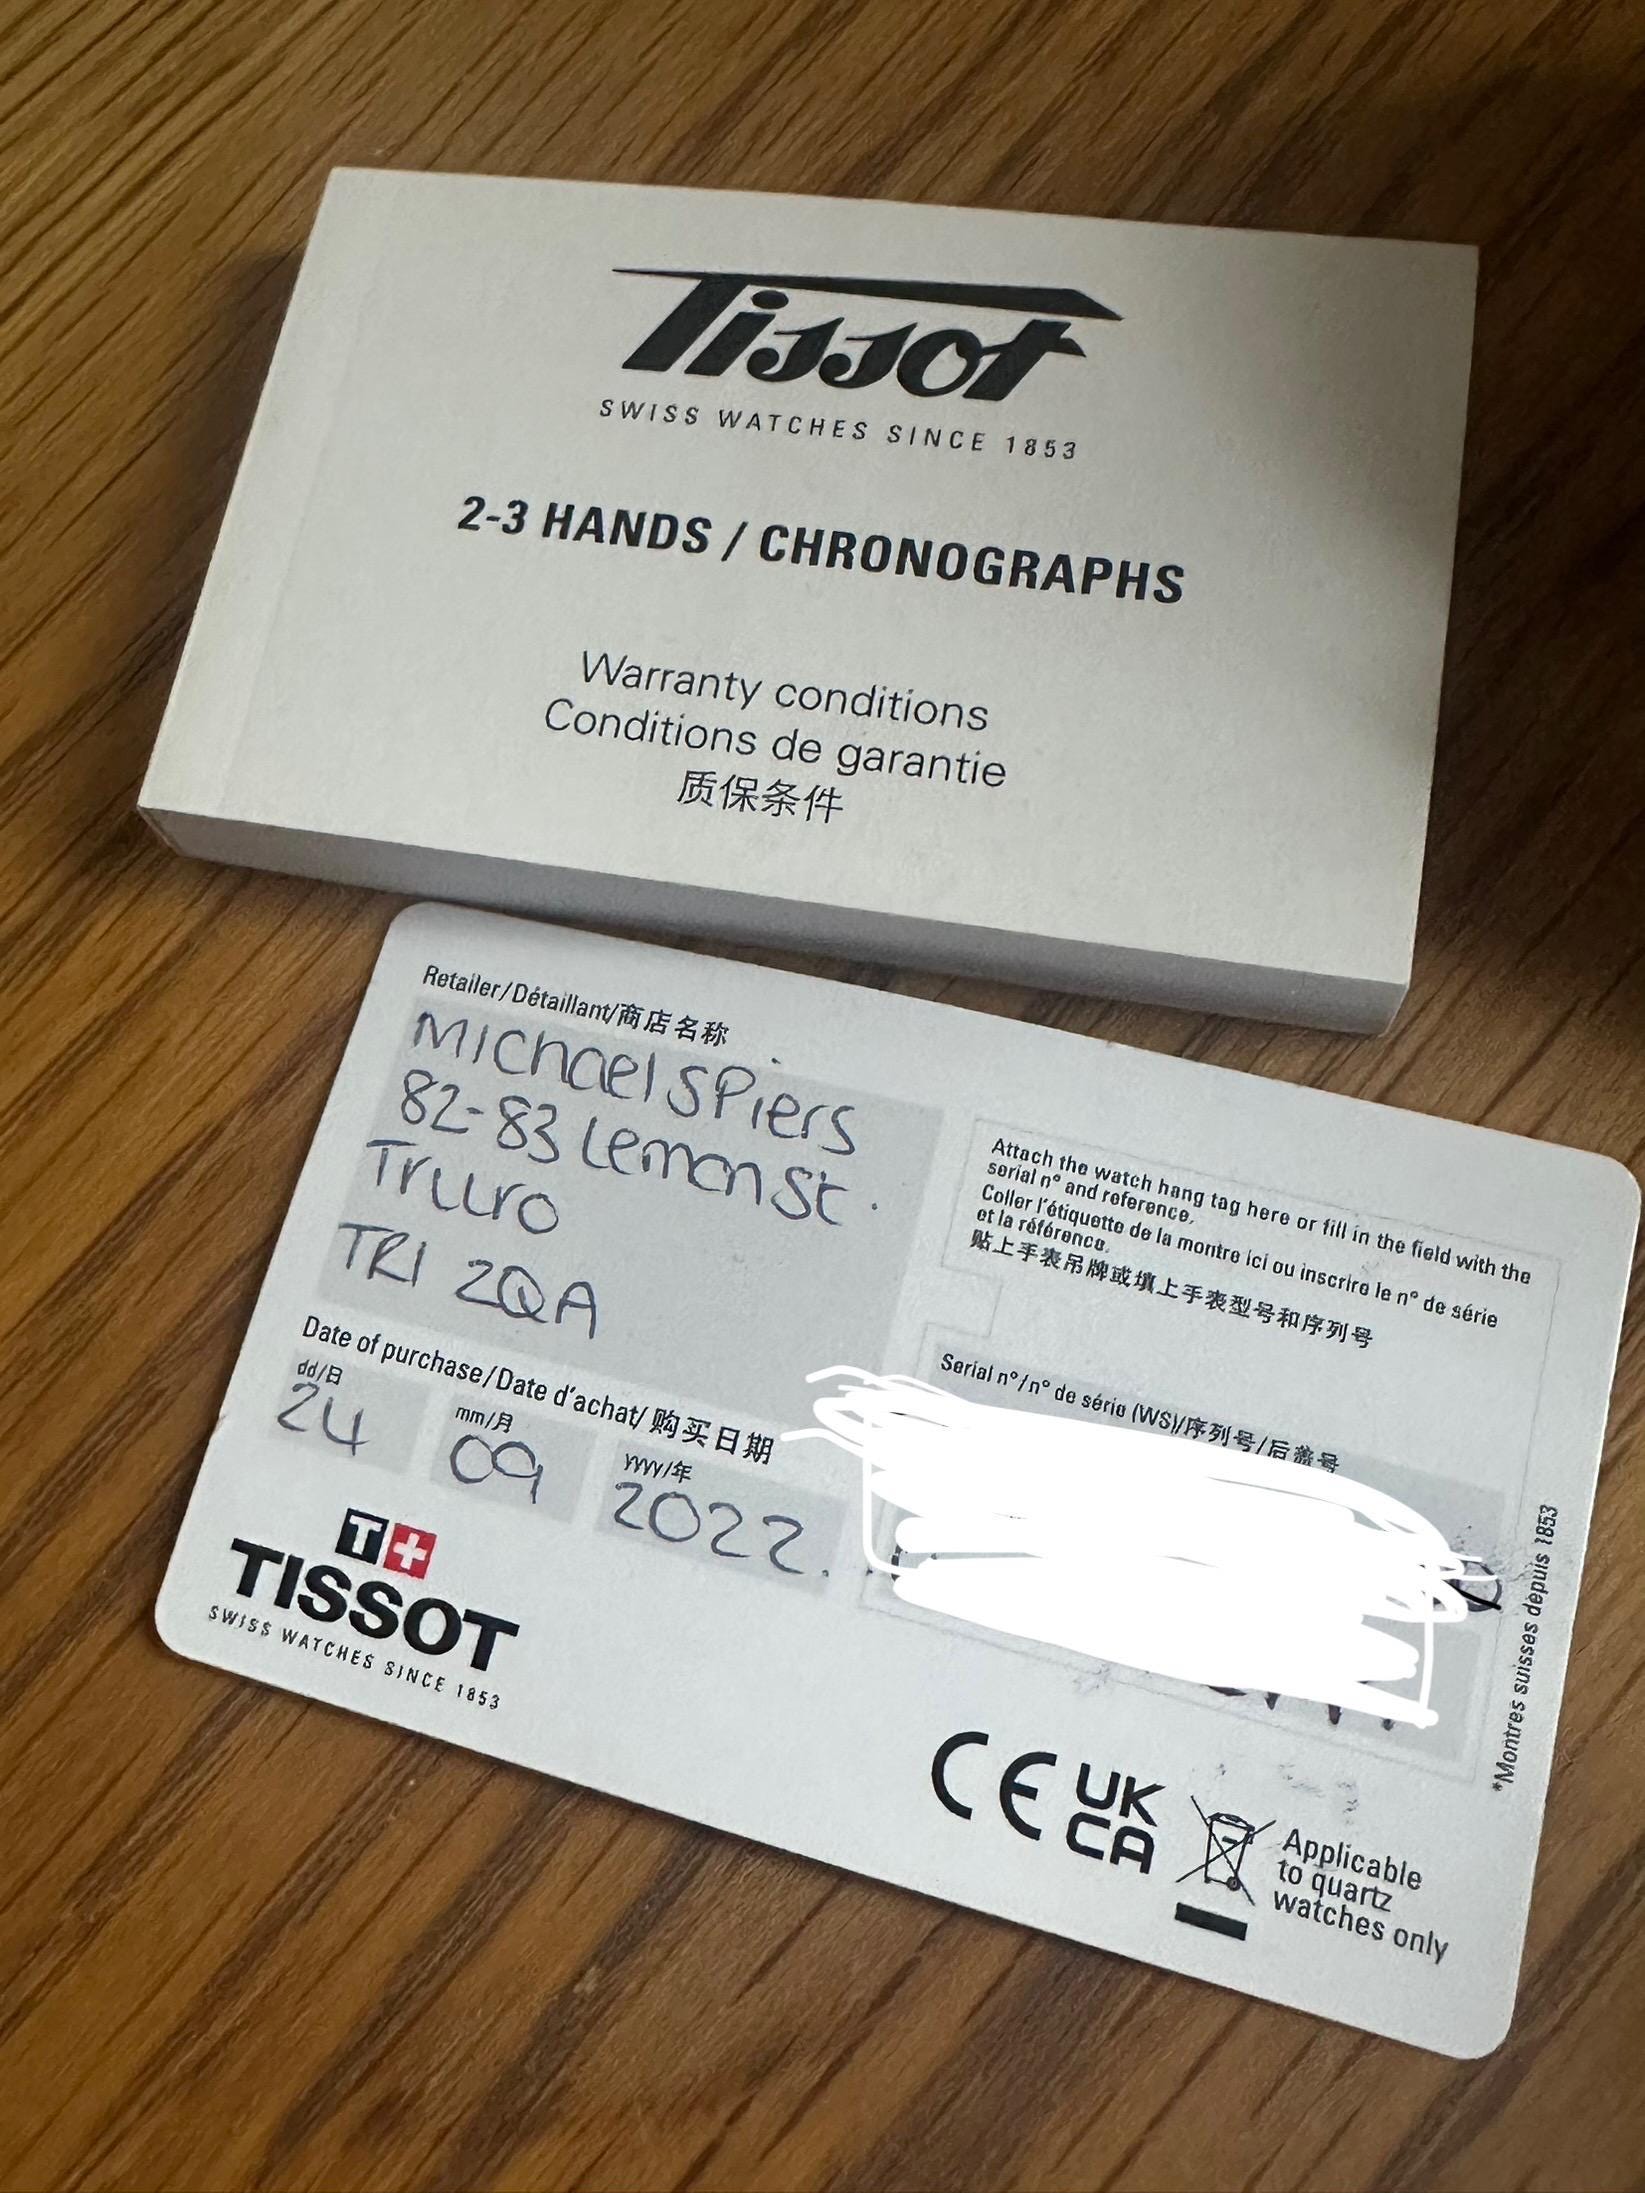 Tissot
SWISS WATCHES SINCE 1853
2-3 HANDS / CHRONOGRAPHS
Warranty conditions
Conditions de garantie
质保条件
Retailer/Détaillant/商店名称
Michael Spiers
82-83 Lemon St.
Truro
TR1 2QA
Date of purchase/Date d'achat/购买日期
dd/日
24
mm/月
09
yyyy/年
2022.
T+
TISSOT
SWISS WATCHES SINCE 1853
Attach the watch hang tag here or fill in the field with the
serial n° and reference.
Coller l'étiquette de la montre ici ou inscrire le n° de série
et la référence.
贴上手表吊牌或填上手表型号和序列号
Serial n°/n° de série (WS)/序列号/后盖号
*Montres suisses depuis 1853
CE
UK
CA
Applicable
to quartz
watches only